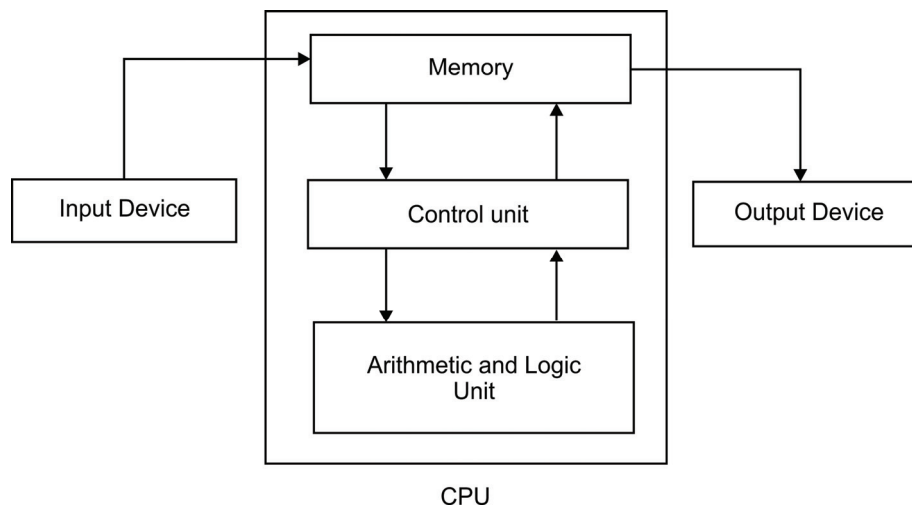 Memory
Input Device
Control unit
Output Device
Arithmetic and Logic
Unit
CPU